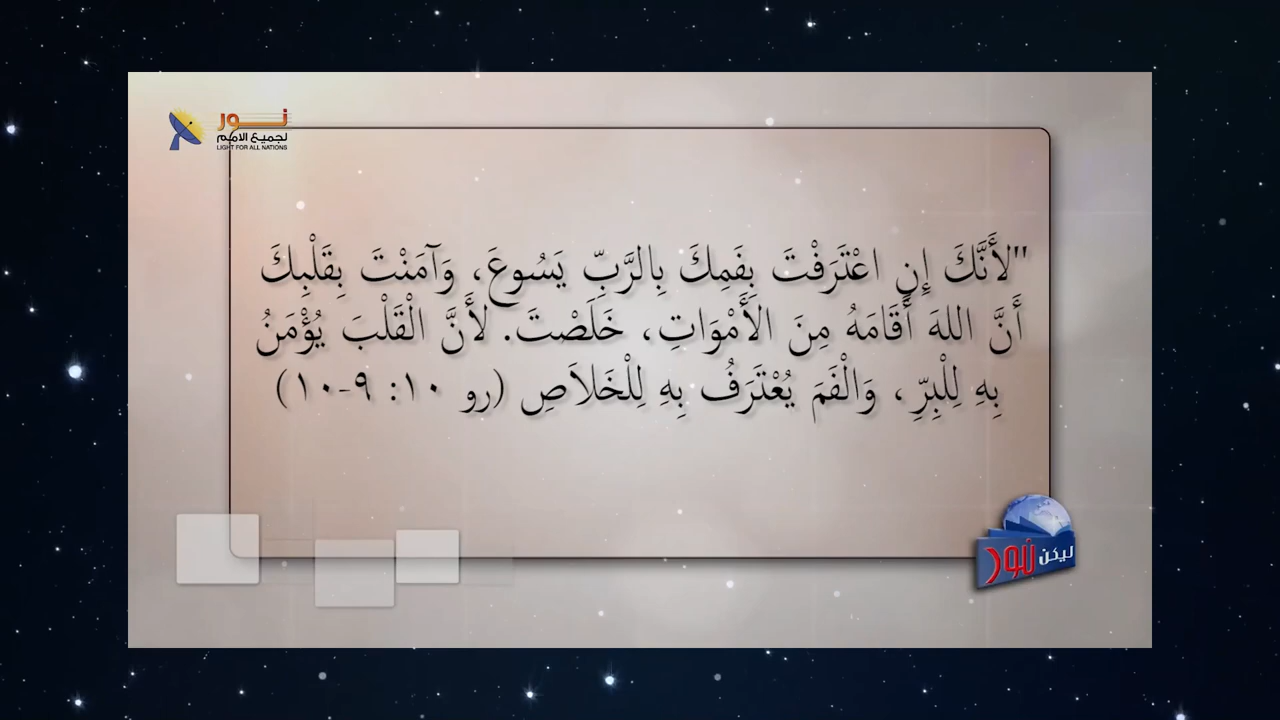 نـــور
لجميع الامم
LIGHT FOR ALL NATIONS
"لأَنَّكَ إِنِ اعْتَرَفْتَ بِفَمِكَ بِالرَّبِّ يَسُوعَ، وَآمَنْتَ بِقَلْبِكَ
أَنَّ اللهَ أَقَامَهُ مِنَ الأَمْوَاتِ، خَلَصْتَ. لأَنَّ الْقَلْبَ يُؤْمَنُ
بِهِ لِلْبِرِّ، وَالْفَمَ يُعْتَرَفُ بِهِ لِلْخَلاَصِ (رو ١٠: ٩-١٠)
ليكن نور